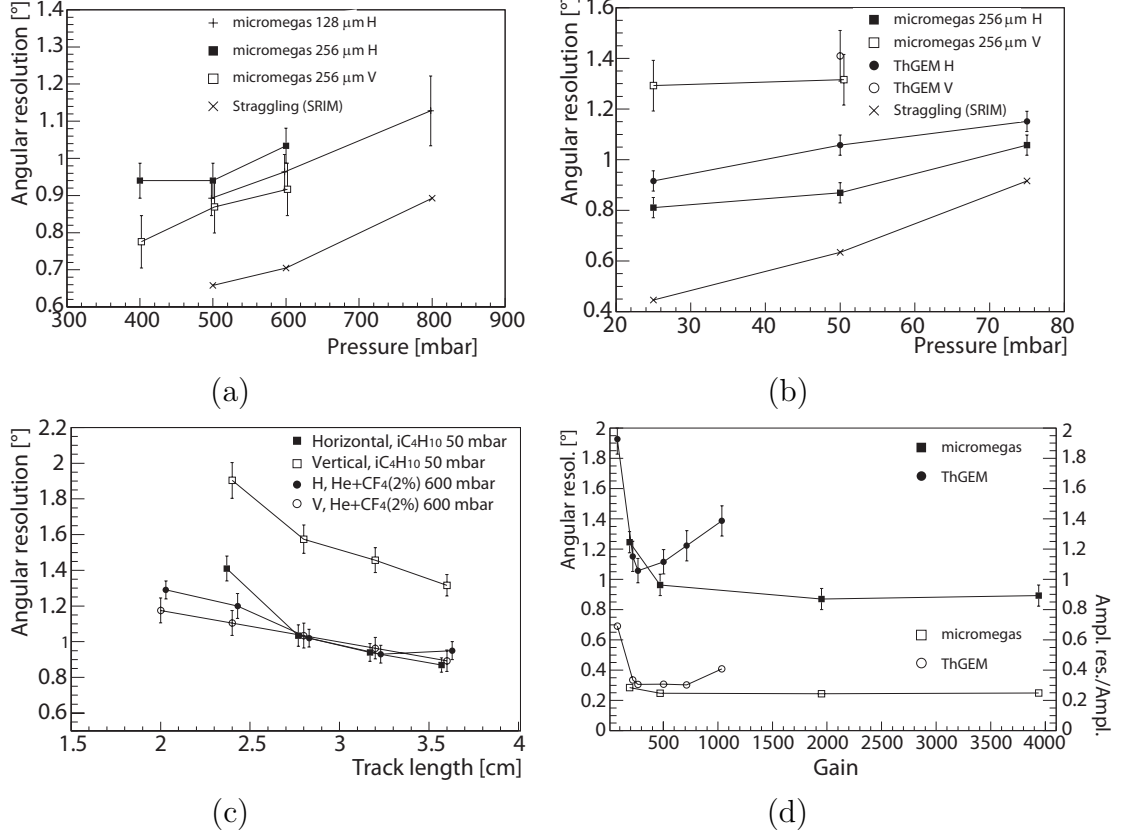 Angular resolution [°]
1.4
1.3
1.2
1.1
1
0.9
0.8
0.7
0.6
300 400 500 600 700 800 900
Pressure [mbar]
micromegas 128 μm H
micromegas 256 μm H
micromegas 256 μm V
Straggling (SRIM)
(a)
1.6
1.4
1.2
1
0.8
0.6
0.4
20 30 40 50 60 70 80
Pressure [mbar]
micromegas 256 μm H
micromegas 256 μm V
ThGEM H
ThGEM V
Straggling (SRIM)
(b)
Angular resolution [°]
2.2
2
1.8
1.6
1.4
1.2
1
0.8
0.6
1.5 2 2.5 3 3.5 4
Track length [cm]
Horizontal, iC4H10 50 mbar
Vertical, iC4H10 50 mbar
H, He+CF4(2%) 600 mbar
V, He+CF4(2%) 600 mbar
(c)
Angular resol. [°]
2
1.8
1.6
1.4
1.2
1
0.8
0.6
0.4
0.2
0
500 1000 1500 2000 2500 3000 3500 4000
Gain
micromegas
ThGEM
micromegas
ThGEM
2
1.8
1.6
1.4
1.2
1
0.8
0.6
0.4
0.2
0
Ampl. res./Ampl.
(d)